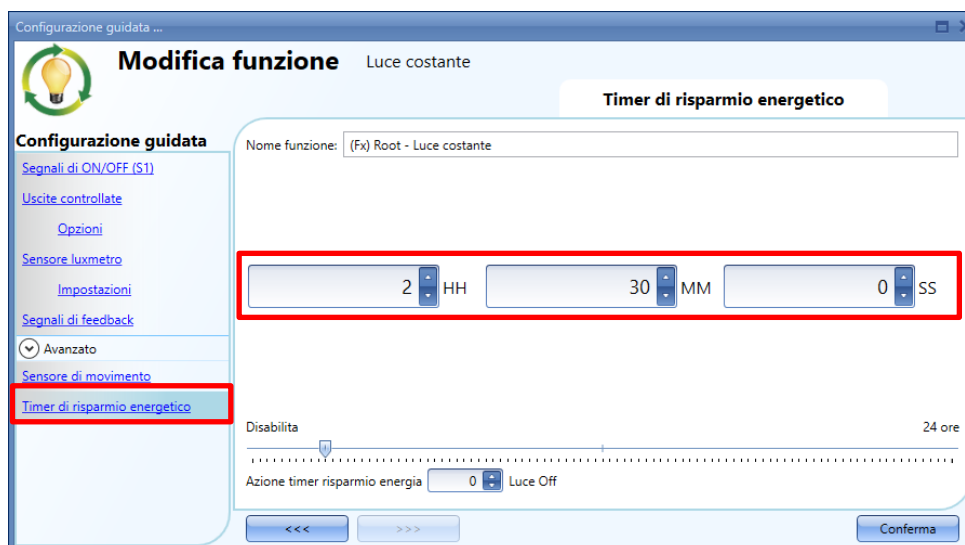 Configurazione guidata ...
Modifica funzione Luce costante
Timer di risparmio energetico
Configurazione guidata
Nome funzione: (Fx) Root - Luce costante
Segnali di ON/OFF (S1)
Uscite controllate
Opzioni
Sensore luxmetro
Impostazioni
2 HH 30 MM 0 SS
Segnali di feedback
Avanzato
Sensore di movimento
Timer di risparmio energetico
Disabilita 24 ore
Azione timer risparmio energia 0 Luce Off
<<< >>> Conferma